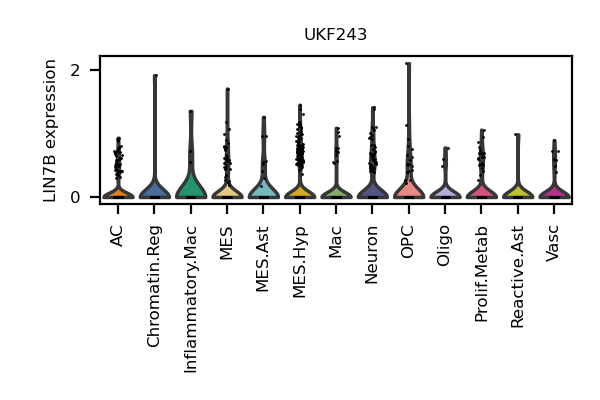 UKF243
LIN7B expression
2
0
AC
Chromatin.Reg
Inflammatory.Mac
MES
MES.Ast
MES.Hyp
Mac
Neuron
OPC
Oligo
Prolif.Metab
Reactive.Ast
Vasc